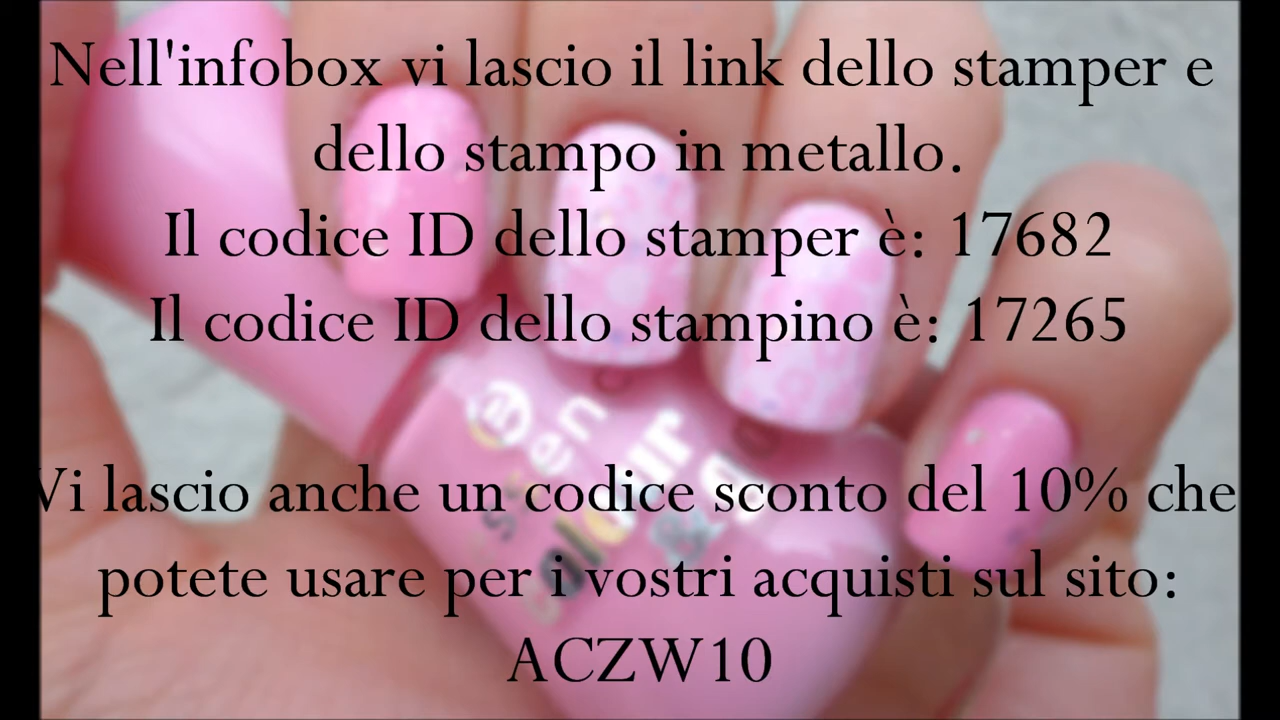 Nell'infobox vi lascio il link dello stamper e
dello stampo in metallo.
Il codice ID dello stamper è: 17682
Il codice ID dello stampino è: 17265
Vi lascio anche un codice sconto del 10% che
potete usare per i vostri acquisti sul sito:
ACZW10
colour
&